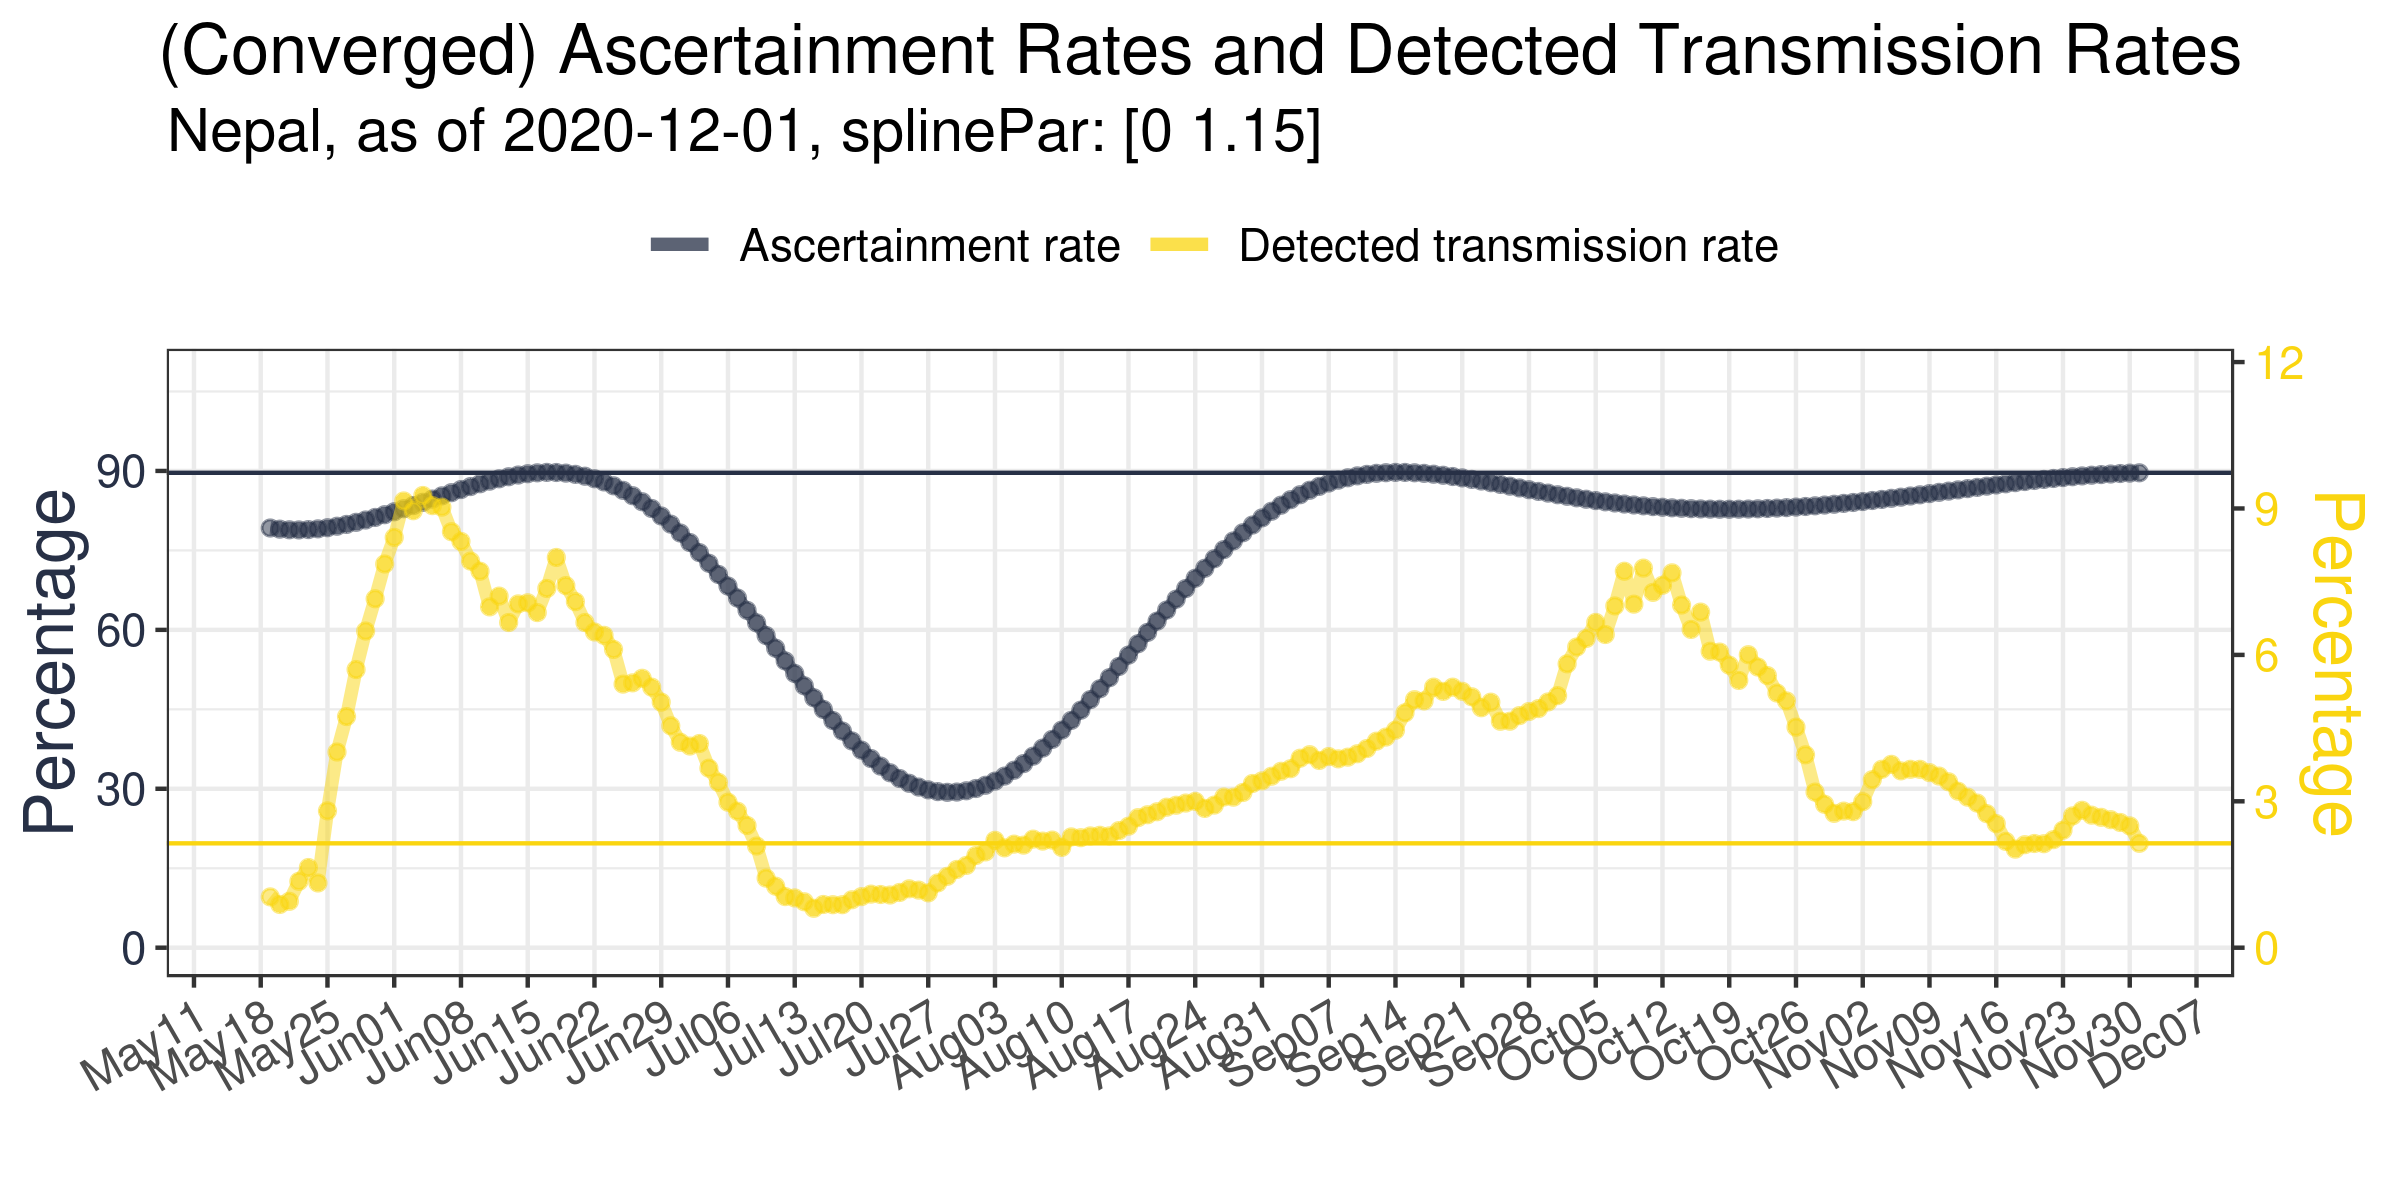 (Converged) Ascertainment Rates and Detected Transmission Rates
Nepal, as of 2020-12-01, splinePar: [0 1.15]
Ascertainment rate
Detected transmission rate
Percentage
90
60
30
0
12
9
6
3
0
Percentage
May11
May18
May25
Jun01
Jun08
Jun15
Jun22
Jun29
Jul06
Jul13
Jul20
Jul27
Aug03
Aug10
Aug17
Aug24
Aug31
Sep07
Sep14
Sep21
Sep28
Oct05
Oct12
Oct19
Oct26
Nov02
Nov09
Nov16
Nov23
Nov30
Dec07